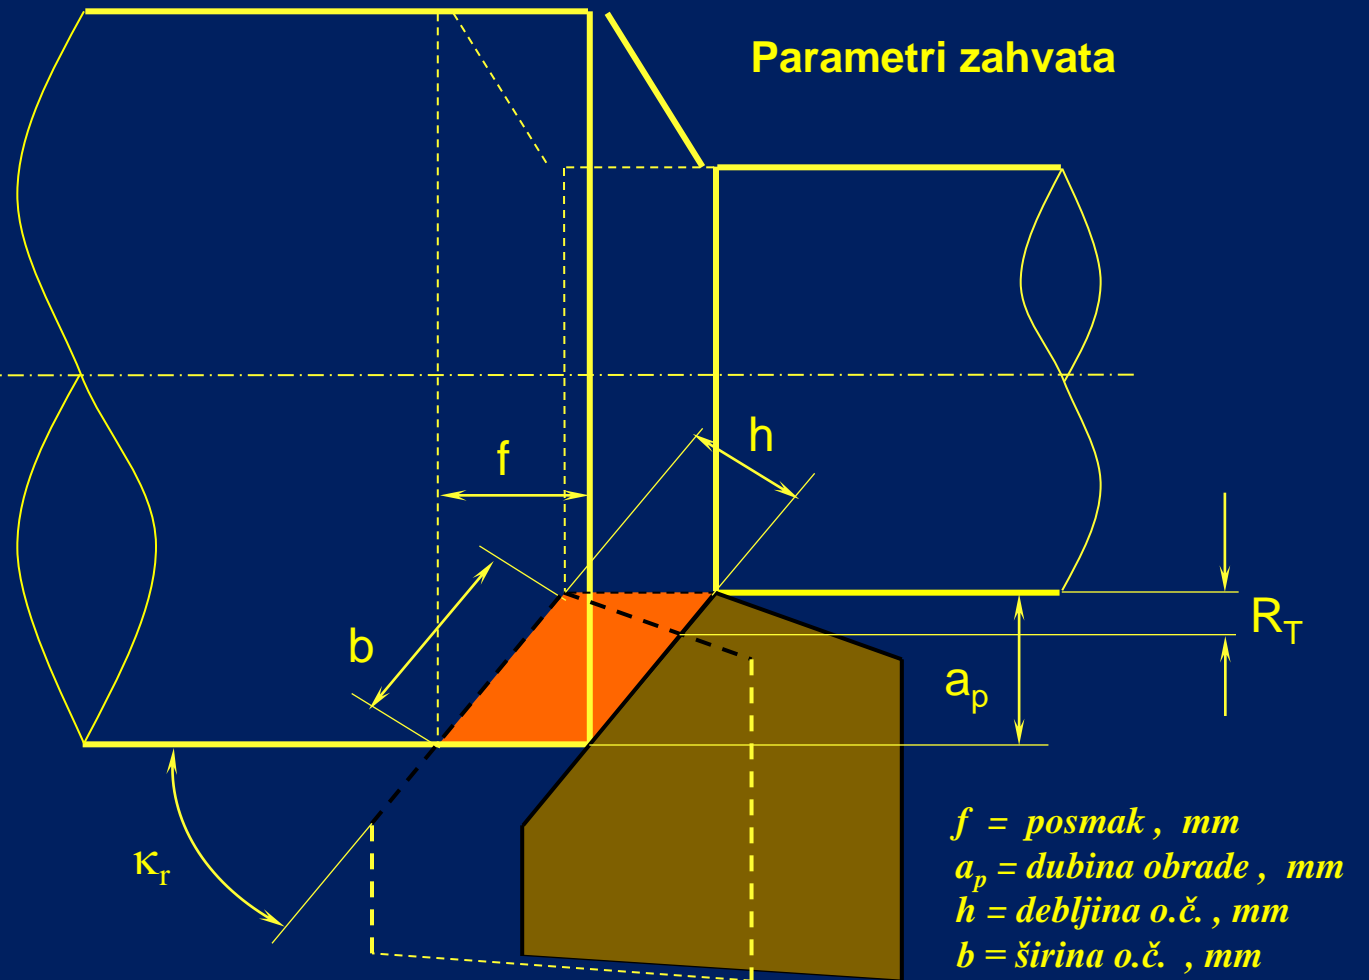 Parametri zahvata
h
f
b
R_T
a_p
κ_r
f = posmak , mm
a_p = dubina obrade , mm
h = debljina o.č. , mm
b = širina o.č. , mm